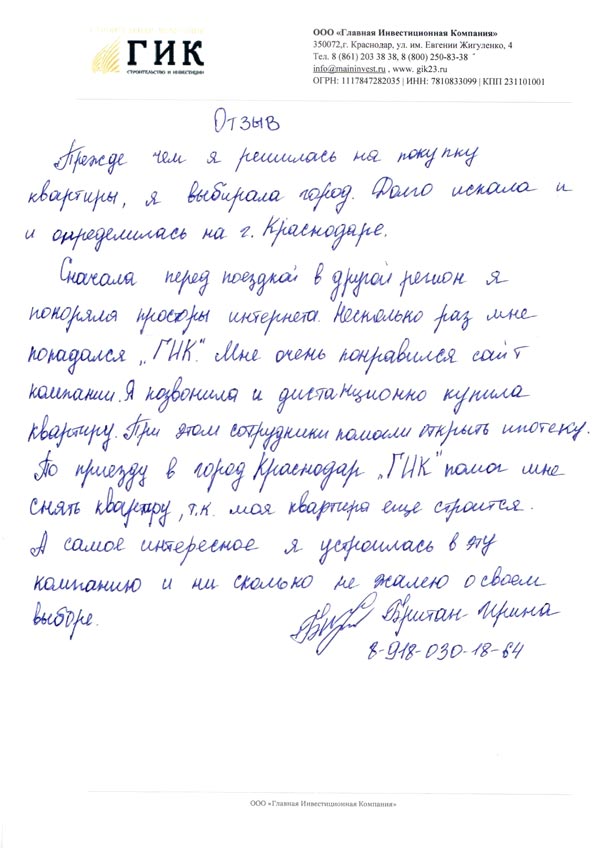 ГИК
СТРОИТЕЛЬСТВО И ИНВЕСТИЦИИ
ООО «Главная Инвестиционная Компания»
350072,г. Краснодар, ул. им. Евгении Жигуленко, 4
Тел. 8 (861) 203 38 38, 8 (800) 250-83-38
info@maininvest.ru , www. gik23.ru
ОГРН: 1117847282035 | ИНН: 7810833099 | КПП 231101001
Отзыв
Прежде чем я решилась на покупку
квартиры, я выбирала город. Долго искала и
и определилась на г. Краснодаре.
Сначала перед поездкой в другой регион я
покоряла просторы интернета. Несколько раз мне
попадался „ГИК". Мне очень понравился сайт
компании. Я позвонила и дистанционно купила
квартиру. При этом сотрудники помогли открыть ипотеку.
По приезду в город Краснодар „ГИК" помог мне
снять квартиру, т.к. моя квартира еще строится.
А самое интересное я устроилась в эту
компанию и ни сколько не жалею о своем
выборе.
Британ Ирина
8-918-030-18-64
ООО «Главная Инвестиционная Компания»